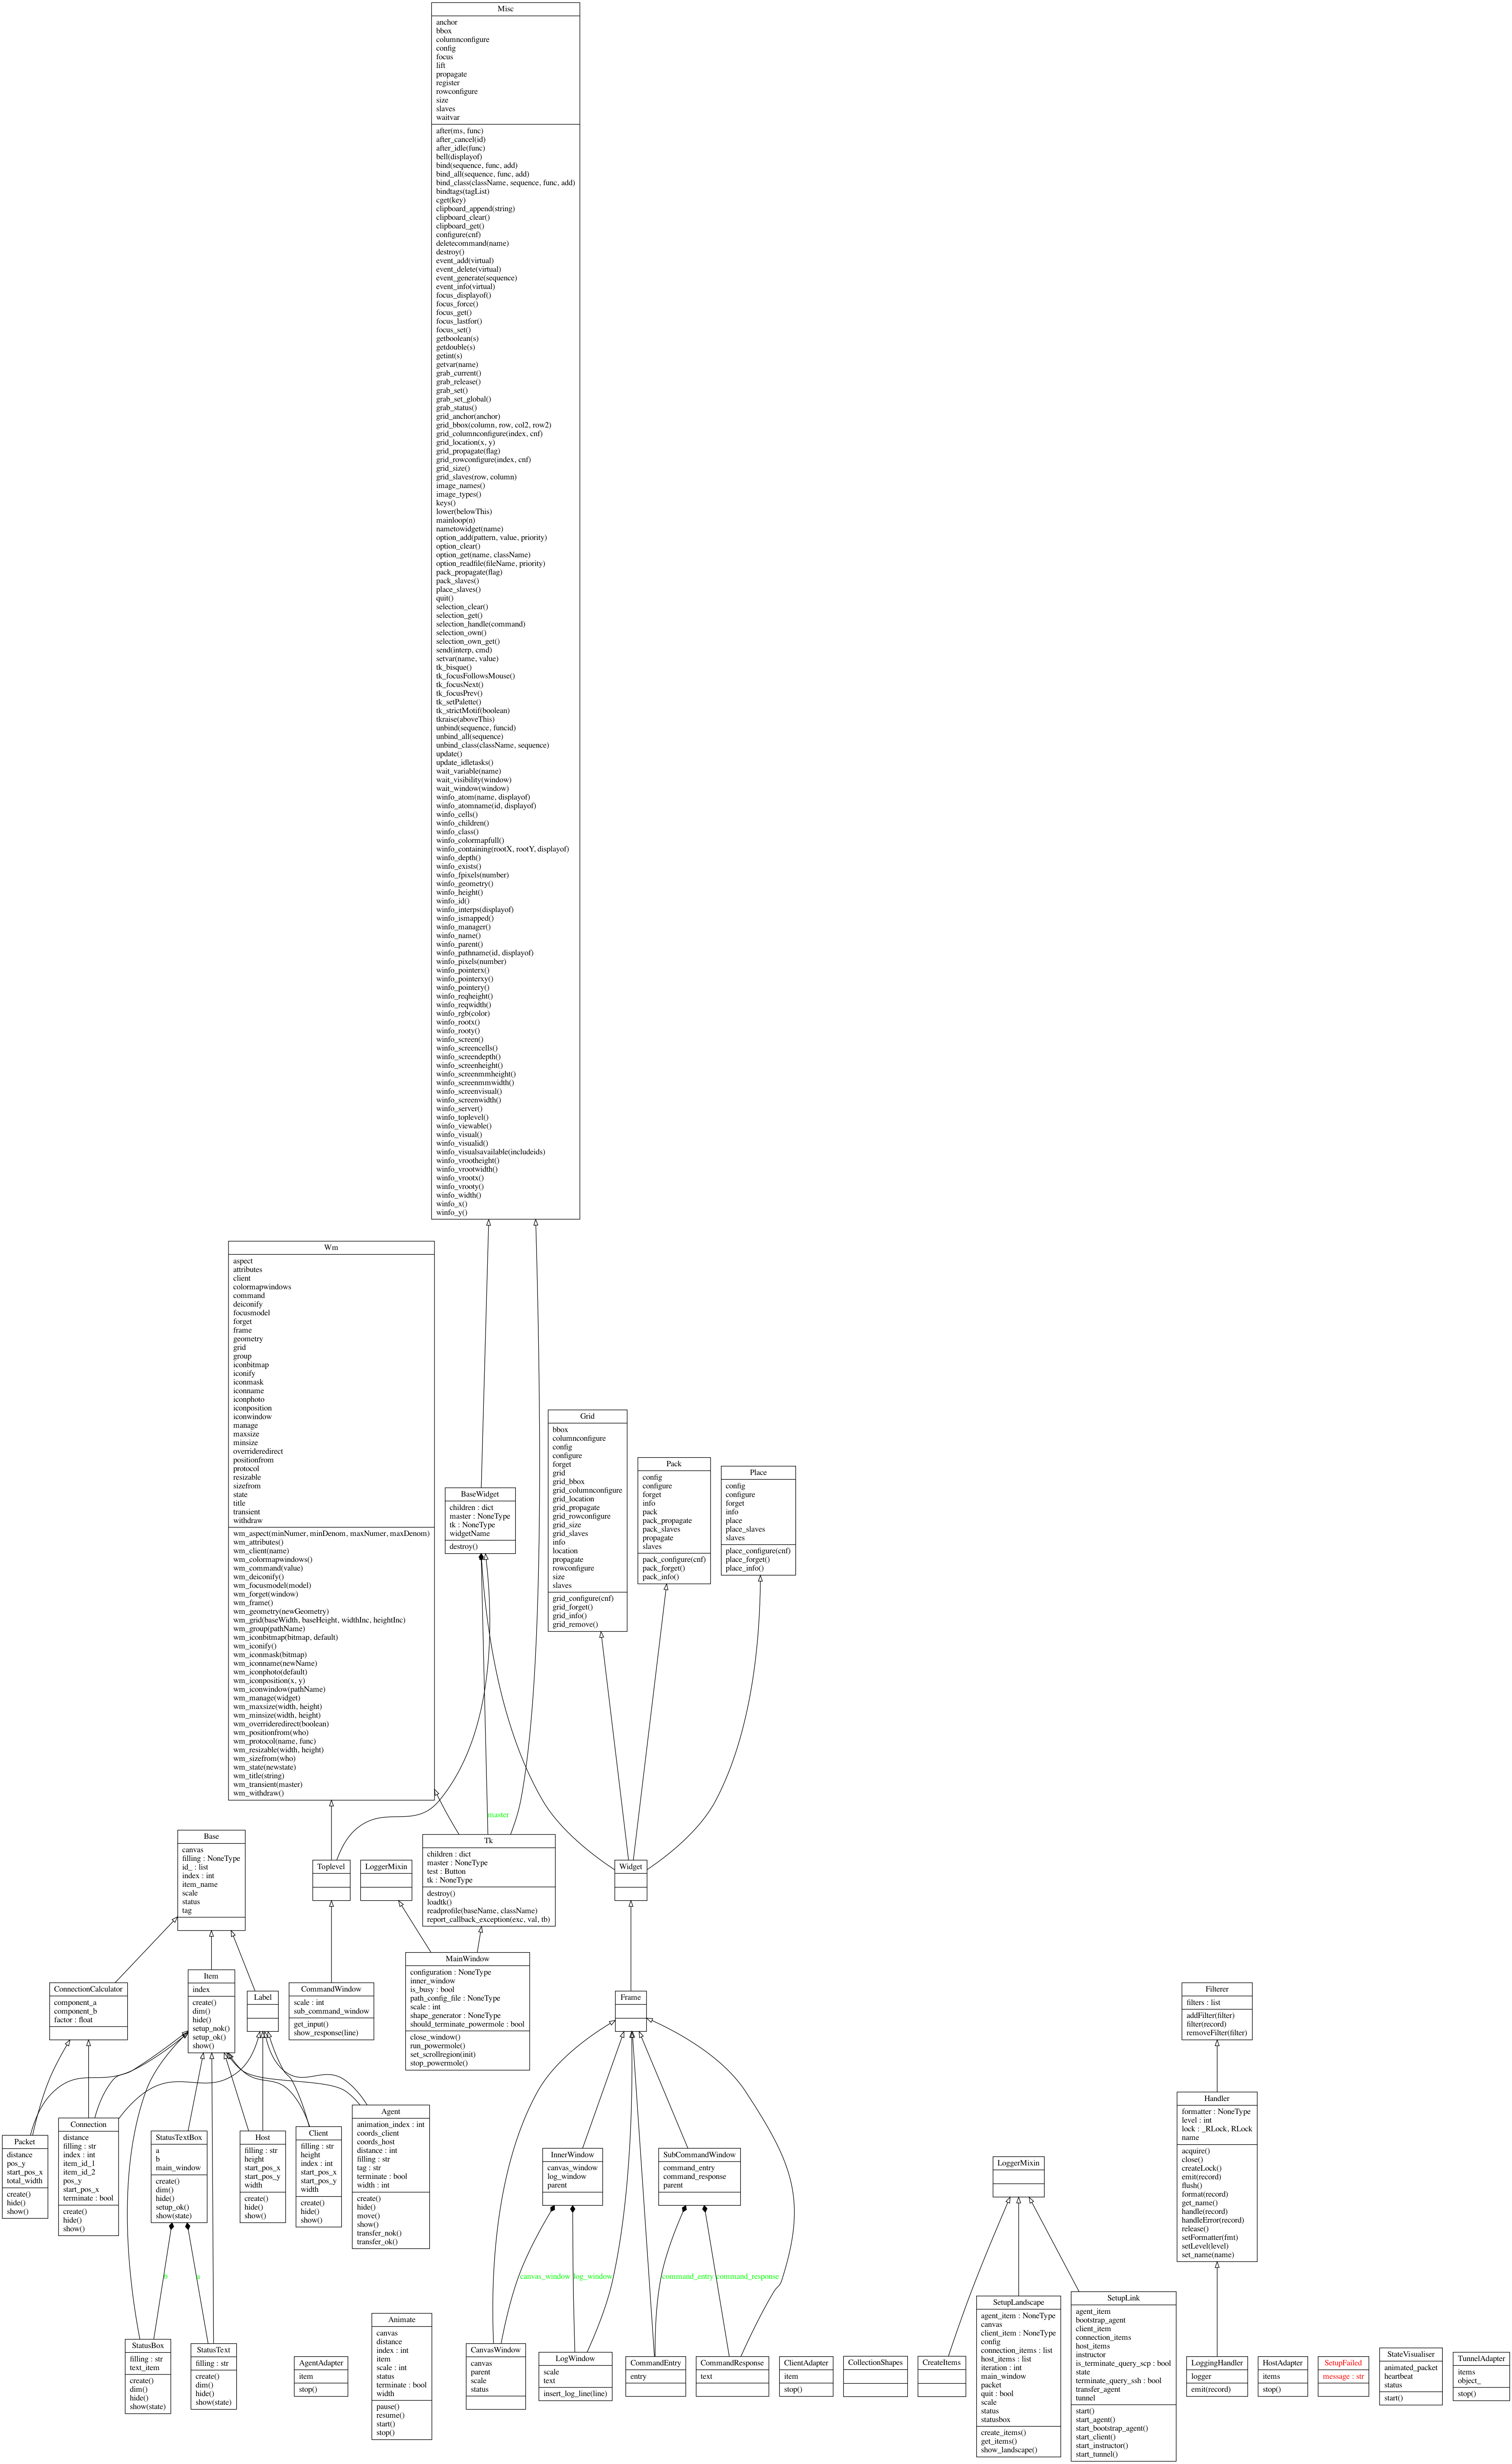 Misc
anchor
bbox
columnconfigure
config
focus
lift
propagate
register
rowconfigure
size
slaves
waitvar
after(ms, func)
after_cancel(id)
after_idle(func)
bell(displayof)
bind(sequence, func, add)
bind_all(sequence, func, add)
bind_class(className, sequence, func, add)
bindtags(tagList)
cget(key)
clipboard_append(string)
clipboard_clear()
clipboard_get()
configure(cnf)
deletecommand(name)
destroy()
event_add(virtual)
event_delete(virtual)
event_generate(sequence)
event_info(virtual)
focus_displayof()
focus_force()
focus_get()
focus_lastfor()
focus_set()
getboolean(s)
getdouble(s)
getint(s)
getvar(name)
grab_current()
grab_release()
grab_set()
grab_set_global()
grab_status()
grid_anchor(anchor)
grid_bbox(column, row, col2, row2)
grid_columnconfigure(index, cnf)
grid_location(x, y)
grid_propagate(flag)
grid_rowconfigure(index, cnf)
grid_size()
grid_slaves(row, column)
image_names()
image_types()
keys()
lower(belowThis)
mainloop(n)
nametowidget(name)
option_add(pattern, value, priority)
option_clear()
option_get(name, className)
option_readfile(fileName, priority)
pack_propagate(flag)
pack_slaves()
place_slaves()
quit()
selection_clear()
selection_get()
selection_handle(command)
selection_own()
selection_own_get()
send(interp, cmd)
setvar(name, value)
tk_bisque()
tk_focusFollowsMouse()
tk_focusNext()
tk_focusPrev()
tk_setPalette()
tk_strictMotif(boolean)
tkraise(aboveThis)
unbind(sequence, funcid)
unbind_all(sequence)
unbind_class(className, sequence)
update()
update_idletasks()
wait_variable(name)
wait_visibility(window)
wait_window(window)
winfo_atom(name, displayof)
winfo_atomname(id, displayof)
winfo_cells()
winfo_children()
winfo_class()
winfo_colormapfull()
winfo_containing(rootX, rootY, displayof)
winfo_depth()
winfo_exists()
winfo_fpixels(number)
winfo_geometry()
winfo_height()
winfo_id()
winfo_interps(displayof)
winfo_ismapped()
winfo_manager()
winfo_name()
winfo_parent()
winfo_pathname(id, displayof)
winfo_pixels(number)
winfo_pointerx()
winfo_pointerxy()
winfo_pointery()
winfo_reqheight()
winfo_reqwidth()
winfo_rgb(color)
winfo_rootx()
winfo_rooty()
winfo_screen()
winfo_screencells()
winfo_screendepth()
winfo_screenheight()
winfo_screenmmheight()
winfo_screenmmwidth()
winfo_screenvisual()
winfo_screenwidth()
winfo_server()
winfo_toplevel()
winfo_viewable()
winfo_visual()
winfo_visualid()
winfo_visualsavailable(includeids)
winfo_vrootheight()
winfo_vrootwidth()
winfo_vrootx()
winfo_vrooty()
winfo_width()
winfo_x()
winfo_y()
Wm
aspect
attributes
client
colormapwindows
command
deiconify
focusmodel
forget
frame
geometry
grid
group
iconbitmap
iconify
iconmask
iconname
iconphoto
iconposition
iconwindow
manage
maxsize
minsize
overrideredirect
positionfrom
protocol
resizable
sizefrom
state
title
transient
withdraw
wm_aspect(minNumer, minDenom, maxNumer, maxDenom)
wm_attributes()
wm_client(name)
wm_colormapwindows()
wm_command(value)
wm_deiconify()
wm_focusmodel(model)
wm_forget(window)
wm_frame()
wm_geometry(newGeometry)
wm_grid(baseWidth, baseHeight, widthInc, heightInc)
wm_group(pathName)
wm_iconbitmap(bitmap, default)
wm_iconify()
wm_iconmask(bitmap)
wm_iconname(newName)
wm_iconphoto(default)
wm_iconposition(x, y)
wm_iconwindow(pathName)
wm_manage(widget)
wm_maxsize(width, height)
wm_minsize(width, height)
wm_overrideredirect(boolean)
wm_positionfrom(who)
wm_protocol(name, func)
wm_resizable(width, height)
wm_sizefrom(who)
wm_state(newstate)
wm_title(string)
wm_transient(master)
wm_withdraw()
BaseWidget
children : dict
master : NoneType
tk : NoneType
widgetName
destroy()
Grid
bbox
columnconfigure
config
configure
forget
grid
grid_bbox
grid_columnconfigure
grid_location
grid_propagate
grid_rowconfigure
grid_size
grid_slaves
info
location
propagate
rowconfigure
size
slaves
grid_configure(cnf)
grid_forget()
grid_info()
grid_remove()
Pack
config
configure
forget
info
pack
pack_propagate
pack_slaves
propagate
slaves
pack_configure(cnf)
pack_forget()
pack_info()
Place
config
configure
forget
info
place
place_slaves
slaves
place_configure(cnf)
place_forget()
place_info()
master
Base
canvas
filling : NoneType
id_ : list
index : int
item_name
scale
status
tag
Toplevel
LoggerMixin
Tk
children : dict
master : NoneType
test : Button
tk : NoneType
destroy()
loadtk()
readprofile(baseName, className)
report_callback_exception(exc, val, tb)
Widget
ConnectionCalculator
component_a
component_b
factor : float
Item
index
create()
dim()
hide()
setup_nok()
setup_ok()
show()
Label
CommandWindow
scale : int
sub_command_window
get_input()
show_response(line)
MainWindow
configuration : NoneType
inner_window
is_busy : bool
path_config_file : NoneType
scale : int
shape_generator : NoneType
should_terminate_powermole : bool
close_window()
run_powermole()
set_scrollregion(init)
stop_powermole()
Frame
Filterer
filters : list
addFilter(filter)
filter(record)
removeFilter(filter)
Packet
distance
pos_y
start_pos_x
total_width
create()
hide()
show()
Connection
distance
filling : str
index : int
item_id_1
item_id_2
pos_y
start_pos_x
terminate : bool
create()
hide()
show()
StatusTextBox
a
b
main_window
create()
dim()
hide()
setup_ok()
show(state)
Host
filling : str
height
start_pos_x
start_pos_y
width
create()
hide()
show()
Client
filling : str
height
index : int
start_pos_x
start_pos_y
width
create()
hide()
show()
Agent
animation_index : int
coords_client
coords_host
distance : int
filling : str
tag : str
terminate : bool
width : int
create()
hide()
move()
show()
transfer_nok()
transfer_ok()
InnerWindow
canvas_window
log_window
parent
SubCommandWindow
command_entry
command_response
parent
LoggerMixin
Handler
formatter : NoneType
level : int
lock : _RLock, RLock
name
acquire()
close()
createLock()
emit(record)
flush()
format(record)
get_name()
handle(record)
handleError(record)
release()
setFormatter(fmt)
setLevel(level)
set_name(name)
b
a
canvas_window
log_window
command_entry
command_response
StatusBox
filling : str
text_item
create()
dim()
hide()
show(state)
StatusText
filling : str
create()
dim()
hide()
show(state)
AgentAdapter
item
stop()
Animate
canvas
distance
index : int
item
scale : int
status
terminate : bool
width
pause()
resume()
start()
stop()
CanvasWindow
canvas
parent
scale
status
LogWindow
scale
text
insert_log_line(line)
CommandEntry
entry
CommandResponse
text
ClientAdapter
item
stop()
CollectionShapes
CreateItems
SetupLandscape
agent_item : NoneType
canvas
client_item : NoneType
config
connection_items : list
host_items : list
iteration : int
main_window
packet
quit : bool
scale
status
statusbox
create_items()
get_items()
show_landscape()
SetupLink
agent_item
bootstrap_agent
client_item
connection_items
host_items
instructor
is_terminate_query_scp : bool
state
terminate_query_ssh : bool
transfer_agent
tunnel
start()
start_agent()
start_bootstrap_agent()
start_client()
start_instructor()
start_tunnel()
LoggingHandler
logger
emit(record)
HostAdapter
items
stop()
SetupFailed
message : str
StateVisualiser
animated_packet
heartbeat
status
start()
TunnelAdapter
items
object_
stop()